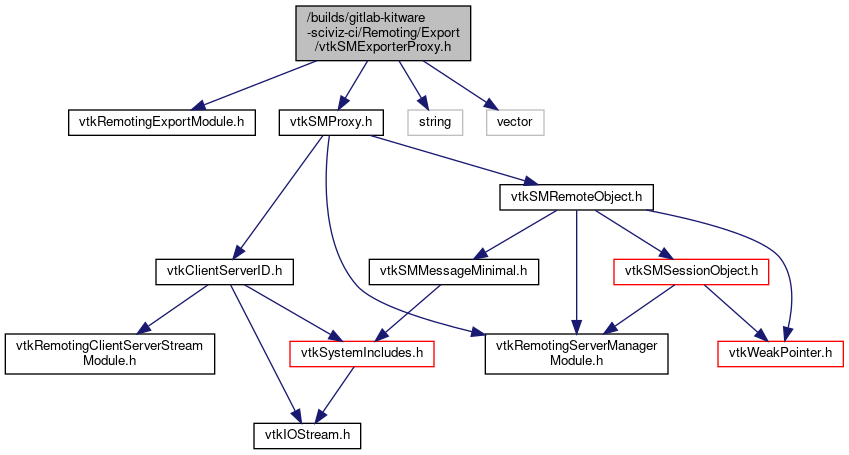 /builds/gitlab-kitware
-sciviz-ci/Remoting/Export
/vtkSMExporterProxy.h
vtkRemotingExportModule.h
vtkSMProxy.h
string
vector
vtkSMRemoteObject.h
vtkClientServerID.h
vtkSMMessageMinimal.h
vtkSMSessionObject.h
vtkRemotingClientServerStream
Module.h
vtkSystemIncludes.h
vtkRemotingServerManager
Module.h
vtkWeakPointer.h
vtkIOStream.h